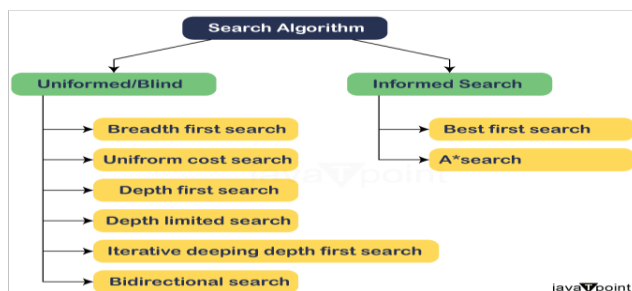 Search Algorithm
Uniformed/Blind
Informed Search
Breadth first search
Best first search
Unifrorm cost search
A*search
Depth first search
Depth limited search
Iterative deeping depth first search
Bidirectional search
javaTpoint
javaTpoint